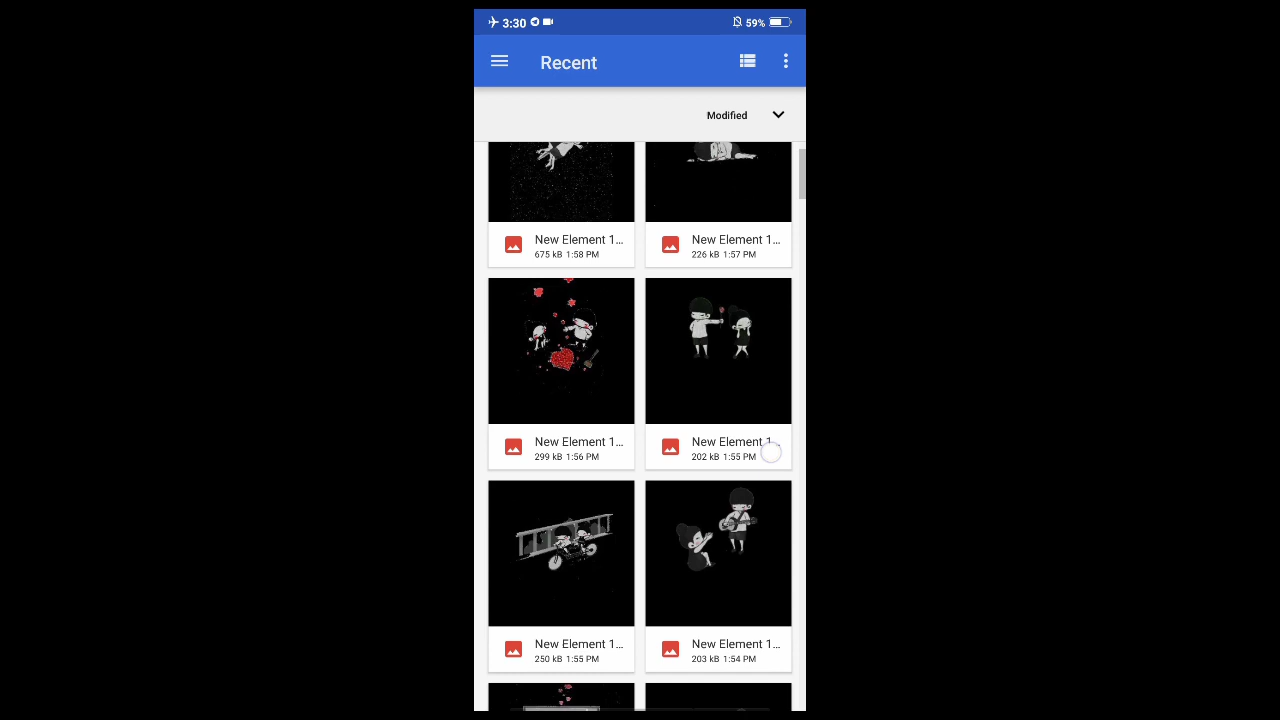 3:30
59%
Recent
Modified
New Element 1...
675 kB 1:58 PM
New Element 1...
226 kB 1:57 PM
New Element 1...
299 kB 1:56 PM
New Element 1...
202 kB 1:55 PM
New Element 1...
250 kB 1:55 PM
New Element 1...
203 kB 1:54 PM